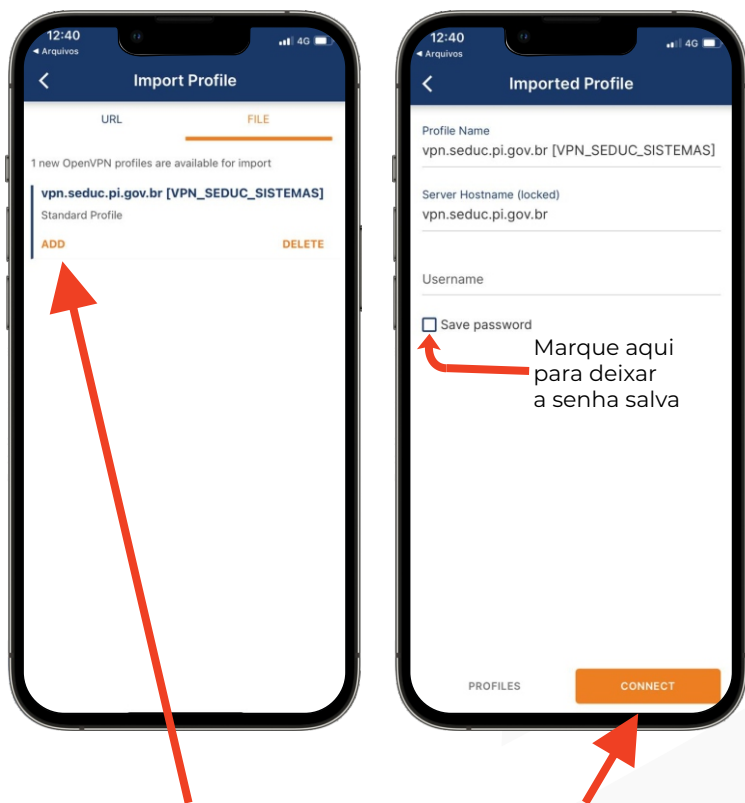 12:40
◄ Arquivos
4G
Import Profile
URL FILE
1 new OpenVPN profiles are available for import
vpn.seduc.pi.gov.br [VPN_SEDUC_SISTEMAS]
Standard Profile
ADD DELETE
12:40
◄ Arquivos
4G
Imported Profile
Profile Name
vpn.seduc.pi.gov.br [VPN_SEDUC_SISTEMAS]
Server Hostname (locked)
vpn.seduc.pi.gov.br
Username
Save password
Marque aqui
para deixar
a senha salva
PROFILES CONNECT